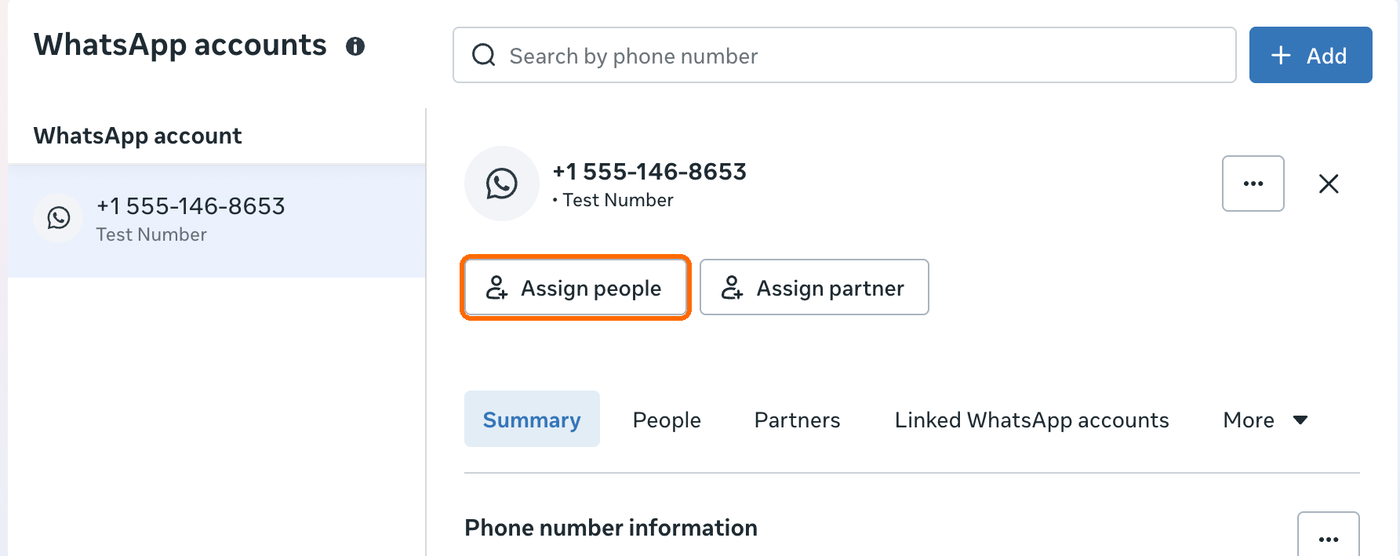 WhatsApp accounts
Search by phone number
Add
WhatsApp account
+1 555-146-8653
Test Number
+1 555-146-8653
• Test Number
Assign people
Assign partner
Summary People Partners Linked WhatsApp accounts More
Phone number information